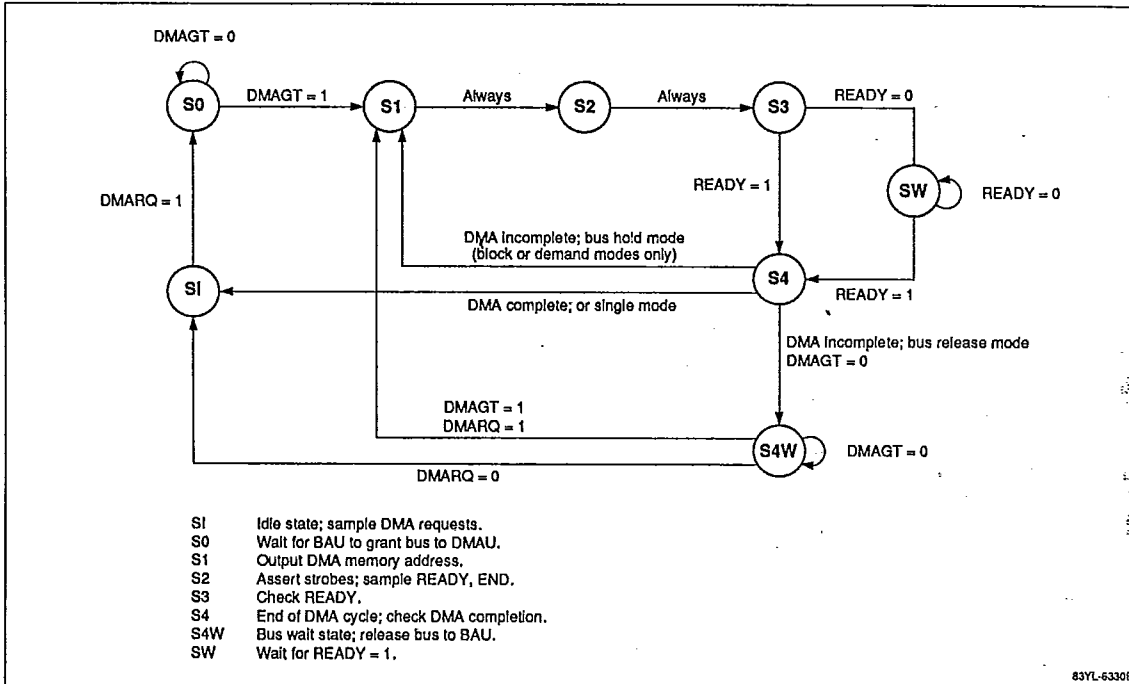 DMAGT = 0
S0
DMAGT = 1
S1
Always
S2
Always
S3
READY = 0
DMARQ = 1
READY = 1
SW
READY = 0
DMA Incomplete; bus hold mode
(block or demand modes only)
SI
S4
READY = 1
DMA complete; or single mode
DMA Incomplete; bus release mode
DMAGT = 0
DMAGT = 1
DMARQ = 1
S4W
DMAGT = 0
DMARQ = 0
SI Idle state; sample DMA requests.
S0 Wait for BAU to grant bus to DMAU.
S1 Output DMA memory address.
S2 Assert strobes; sample READY, END.
S3 Check READY.
S4 End of DMA cycle; check DMA completion.
S4W Bus wait state; release bus to BAU.
SW Wait for READY = 1.